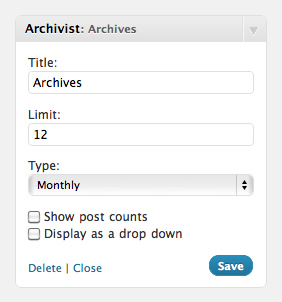 Archivist: Archives
Title:
Archives
Limit:
12
Type:
Monthly
Show post counts
Display as a drop down
Delete | Close
Save